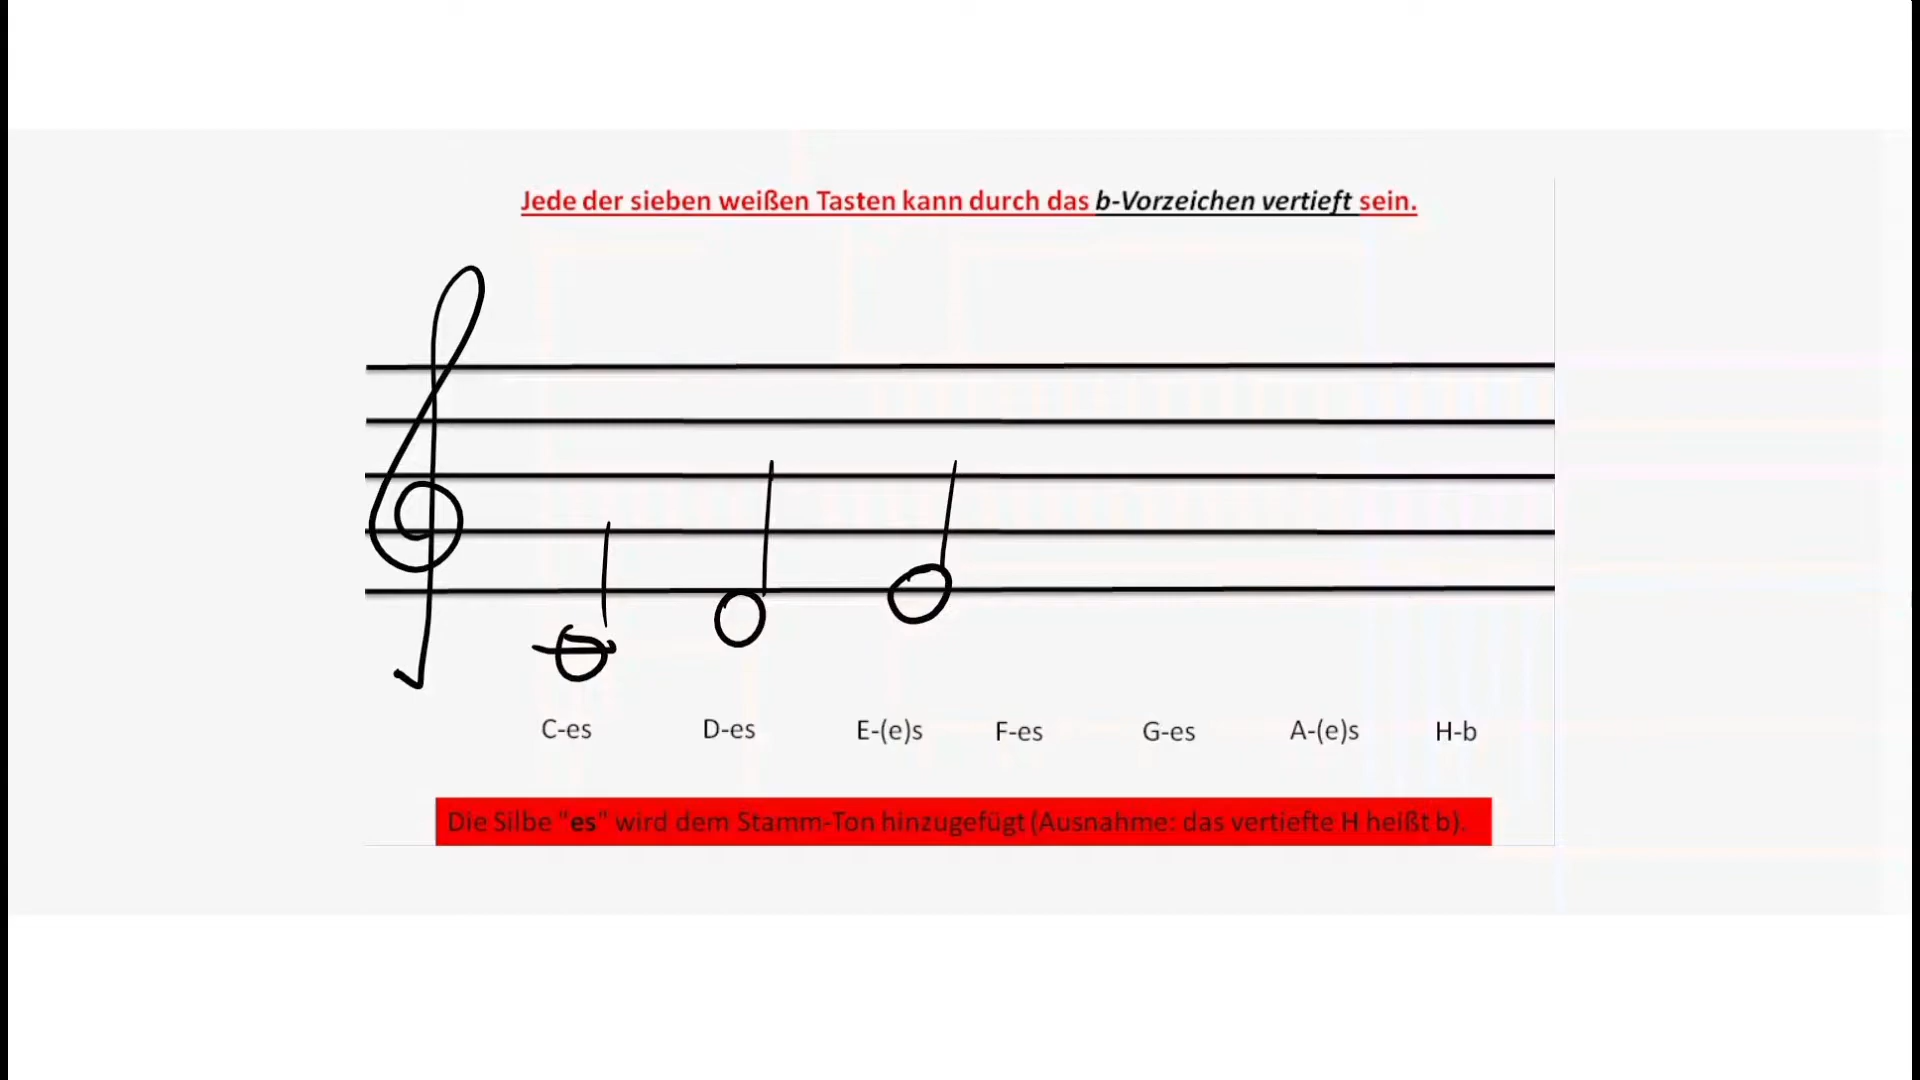 Jede der sieben weißen Tasten kann durch das b-Vorzeichen vertieft sein.
C-es D-es E-(e)s F-es G-es A-(e)s H-b
Die Silbe "es" wird dem Stamm-Ton hinzugefügt (Ausnahme: das vertiefte H heißt b).